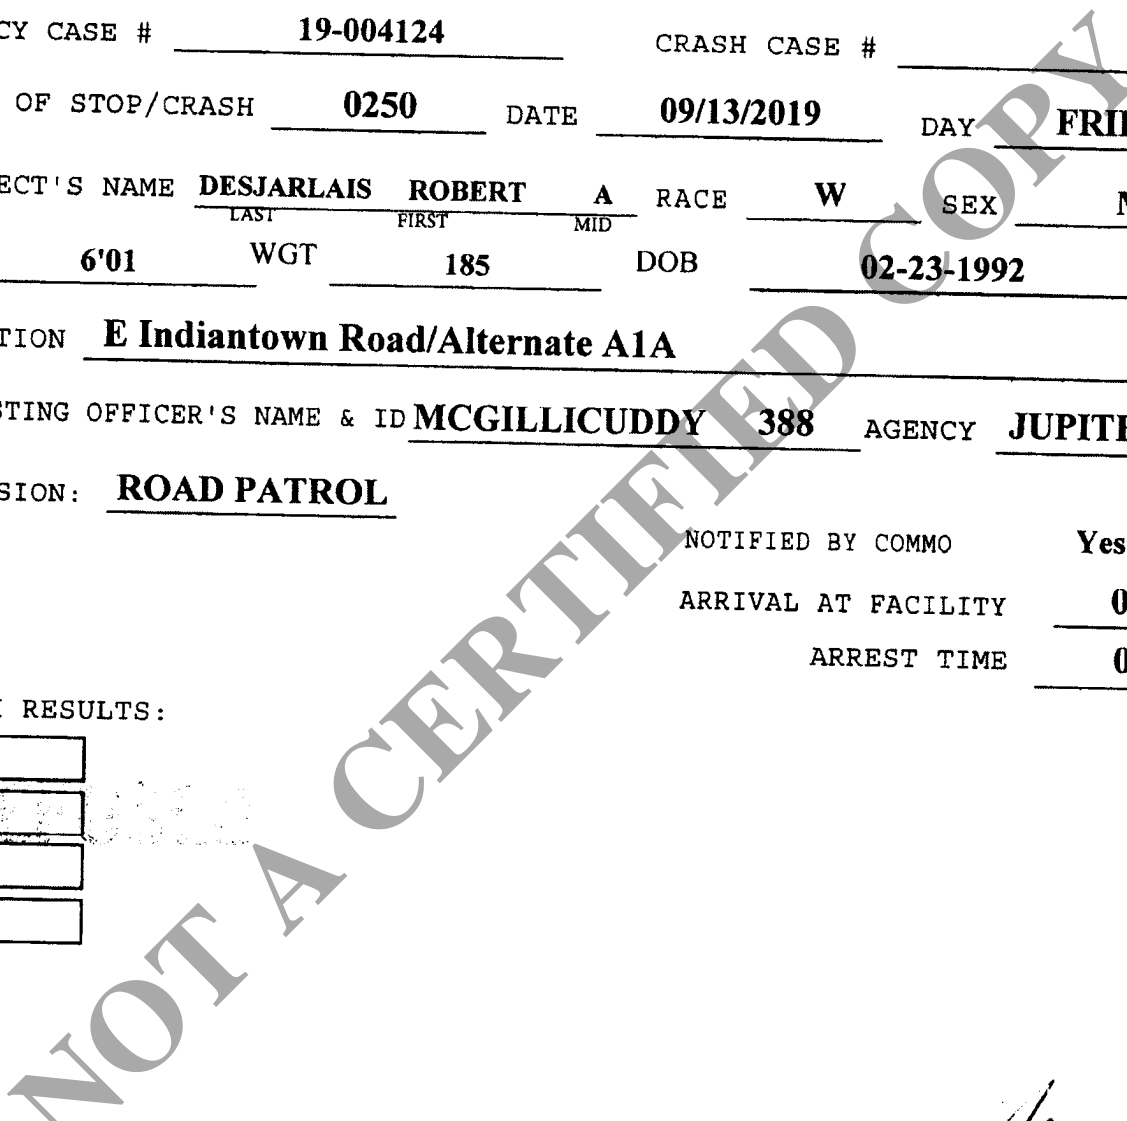 CY CASE # 19-004124 CRASH CASE #
OF STOP/CRASH 0250 DATE 09/13/2019 DAY FRII
ECT'S NAME DESJARLAIS ROBERT A RACE W SEX
LAST FIRST MID
6'01 WGT 185 DOB 02-23-1992
TION E Indiantown Road/Alternate A1A
STING OFFICER'S NAME & ID MCGILLICUDDY 388 AGENCY JUPITE
SION: ROAD PATROL
NOTIFIED BY COMMO Yes
ARRIVAL AT FACILITY 0
ARREST TIME 0
RESULTS:
NOT A CERTIFIED COPY